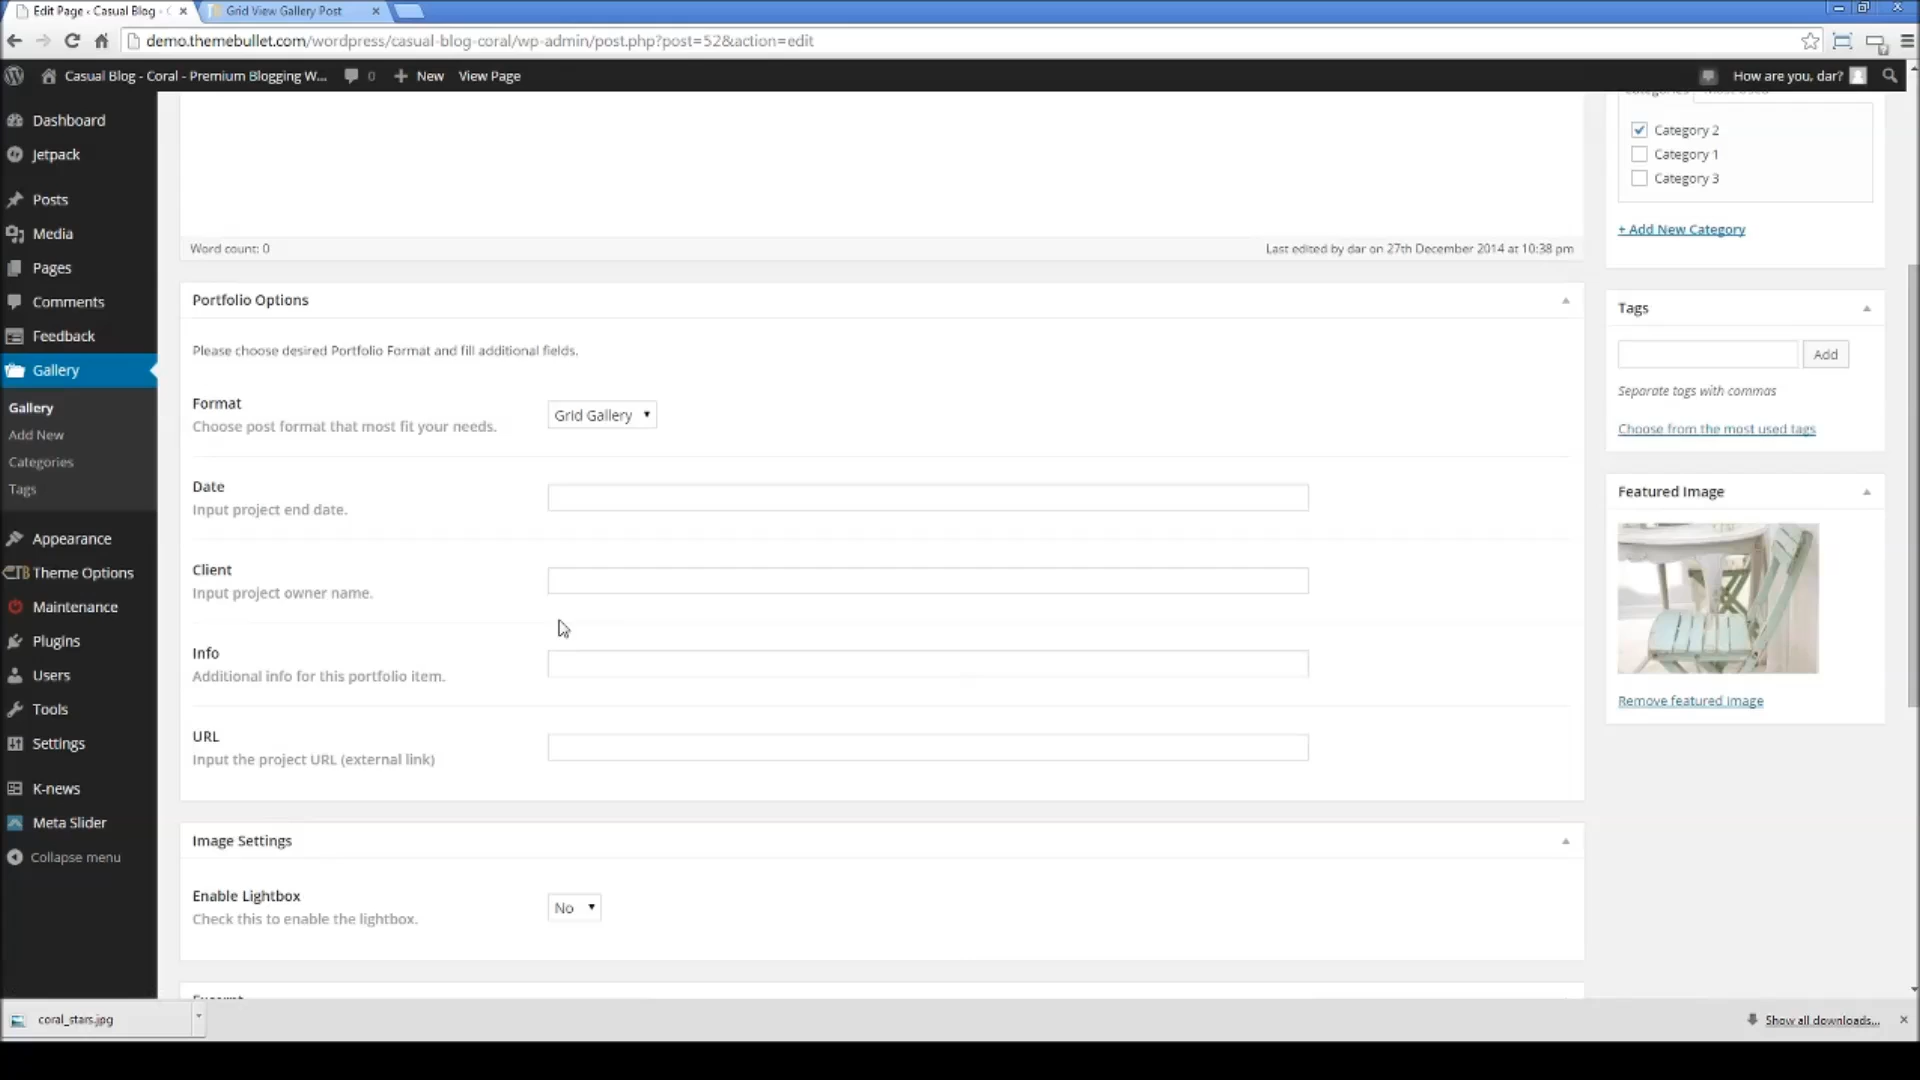 Edit Page ‹ Casual Blog -
Grid View Gallery Post
demo.themebullet.com/wordpress/casual-blog-coral/wp-admin/post.php?post=52&action=edit
Casual Blog - Coral - Premium Blogging W...
0
New
View Page
How are you, dar?
Dashboard
Jetpack
Posts
Media
Pages
Comments
Feedback
Gallery
Gallery
Add New
Categories
Tags
Appearance
Theme Options
Maintenance
Plugins
Users
Tools
Settings
K-news
Meta Slider
Collapse menu
Word count: 0
Last edited by dar on 27th December 2014 at 10:38 pm
Portfolio Options
Please choose desired Portfolio Format and fill additional fields.
Format
Choose post format that most fit your needs.
Grid Gallery
Date
Input project end date.
Client
Input project owner name.
Info
Additional info for this portfolio item.
URL
Input the project URL (external link)
Image Settings
Enable Lightbox
Check this to enable the lightbox.
No
Category 2
Category 1
Category 3
+ Add New Category
Tags
Add
Separate tags with commas
Choose from the most used tags
Featured Image
Remove featured image
coral_stars.jpg
Show all downloads...